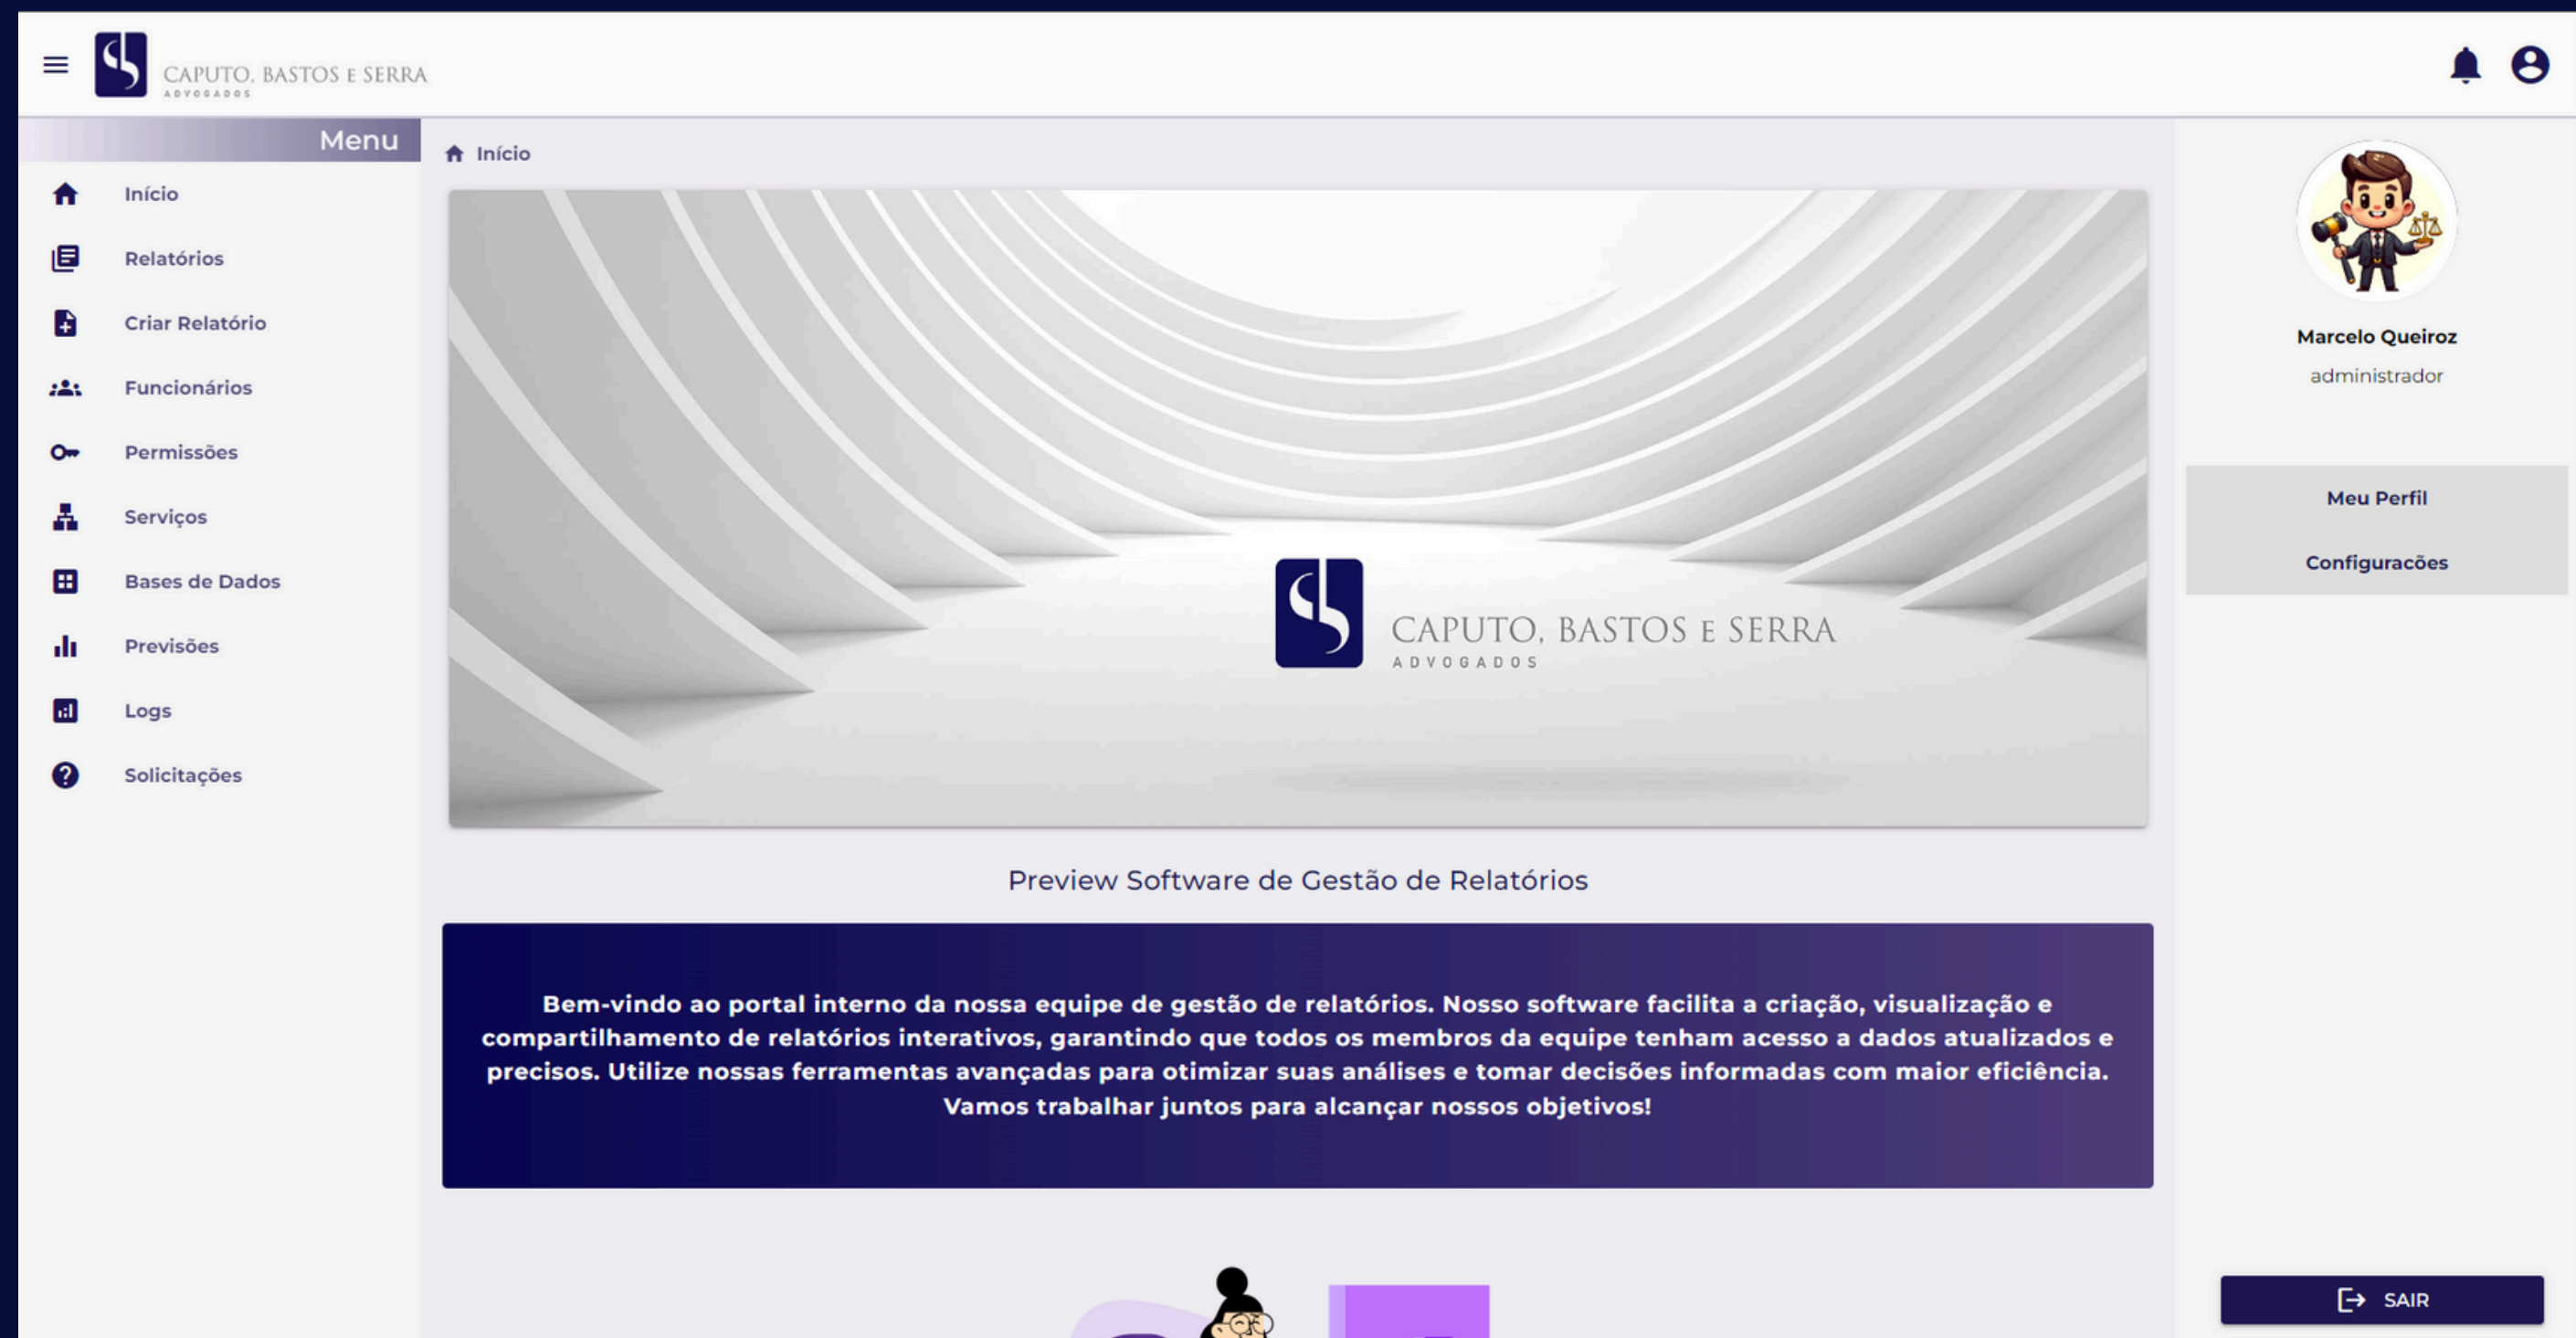 CAPUTO, BASTOS E SERRA
ADVOGADOS
Menu
Início
Relatórios
Criar Relatório
Funcionários
Permissões
Serviços
Bases de Dados
Previsões
Logs
Solicitações
Início
CAPUTO, BASTOS E SERRA
ADVOGADOS
Preview Software de Gestão de Relatórios
Bem-vindo ao portal interno da nossa equipe de gestão de relatórios. Nosso software facilita a criação, visualização e
compartilhamento de relatórios interativos, garantindo que todos os membros da equipe tenham acesso a dados atualizados e
precisos. Utilize nossas ferramentas avançadas para otimizar suas análises e tomar decisões informadas com maior eficiência.
Vamos trabalhar juntos para alcançar nossos objetivos!
Marcelo Queiroz
administrador
Meu Perfil
Configuracões
SAIR